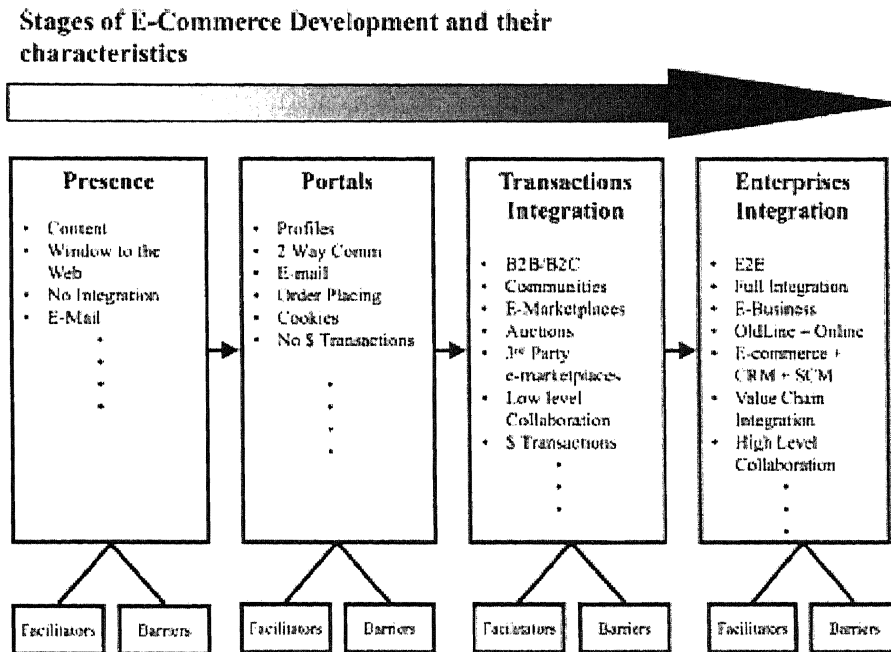 Stages of E-Commerce Development and their
characteristics
Presence
• Content
• Window to the
Web
• No Integration
• E-Mail
Portals
• Profiles
• 2 Way Comm
• E-mail
• Order Placing
• Cookies
• No $ Transactions
Transactions
Integration
• B2B/B2C
• Communities
• E-Marketplaces
• Auctions
• 3rd Party
e-marketplaces
• Low level
Collaboration
• $ Transactions
Enterprises
Integration
• E2E
• Full Integration
• E-Business
• OldLine – Online
• E-commerce +
CRM + SCM
• Value Chain
Integration
• High Level
Collaboration
Facilitators
Barriers
Facilitators
Barriers
Facilitators
Barriers
Facilitators
Barriers